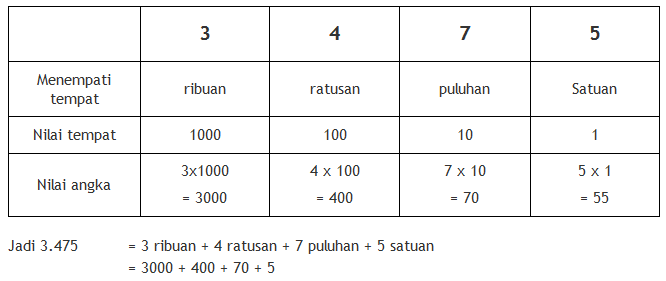 3 4 7 5
Menempati
tempat
ribuan ratusan puluhan Satuan
Nilai tempat 1000 100 10 1
Nilai angka
3x1000 4 x 100 7 x 10 5 x 1
= 3000 = 400 = 70 = 55
Jadi 3.475 = 3 ribuan + 4 ratusan + 7 puluhan + 5 satuan
= 3000 + 400 + 70 + 5